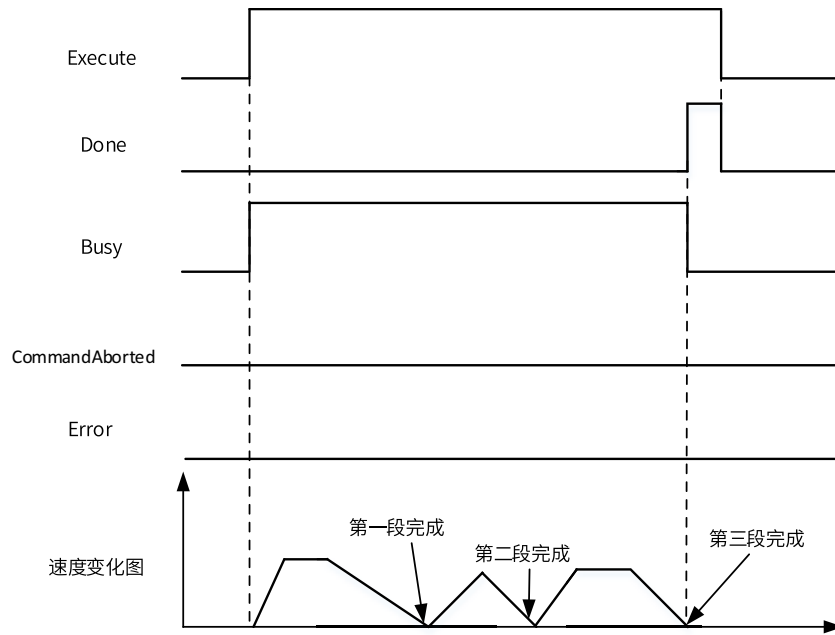 Execute
Done
Busy
CommandAborted
Error
第一段完成
第二段完成
第三段完成
速度变化图